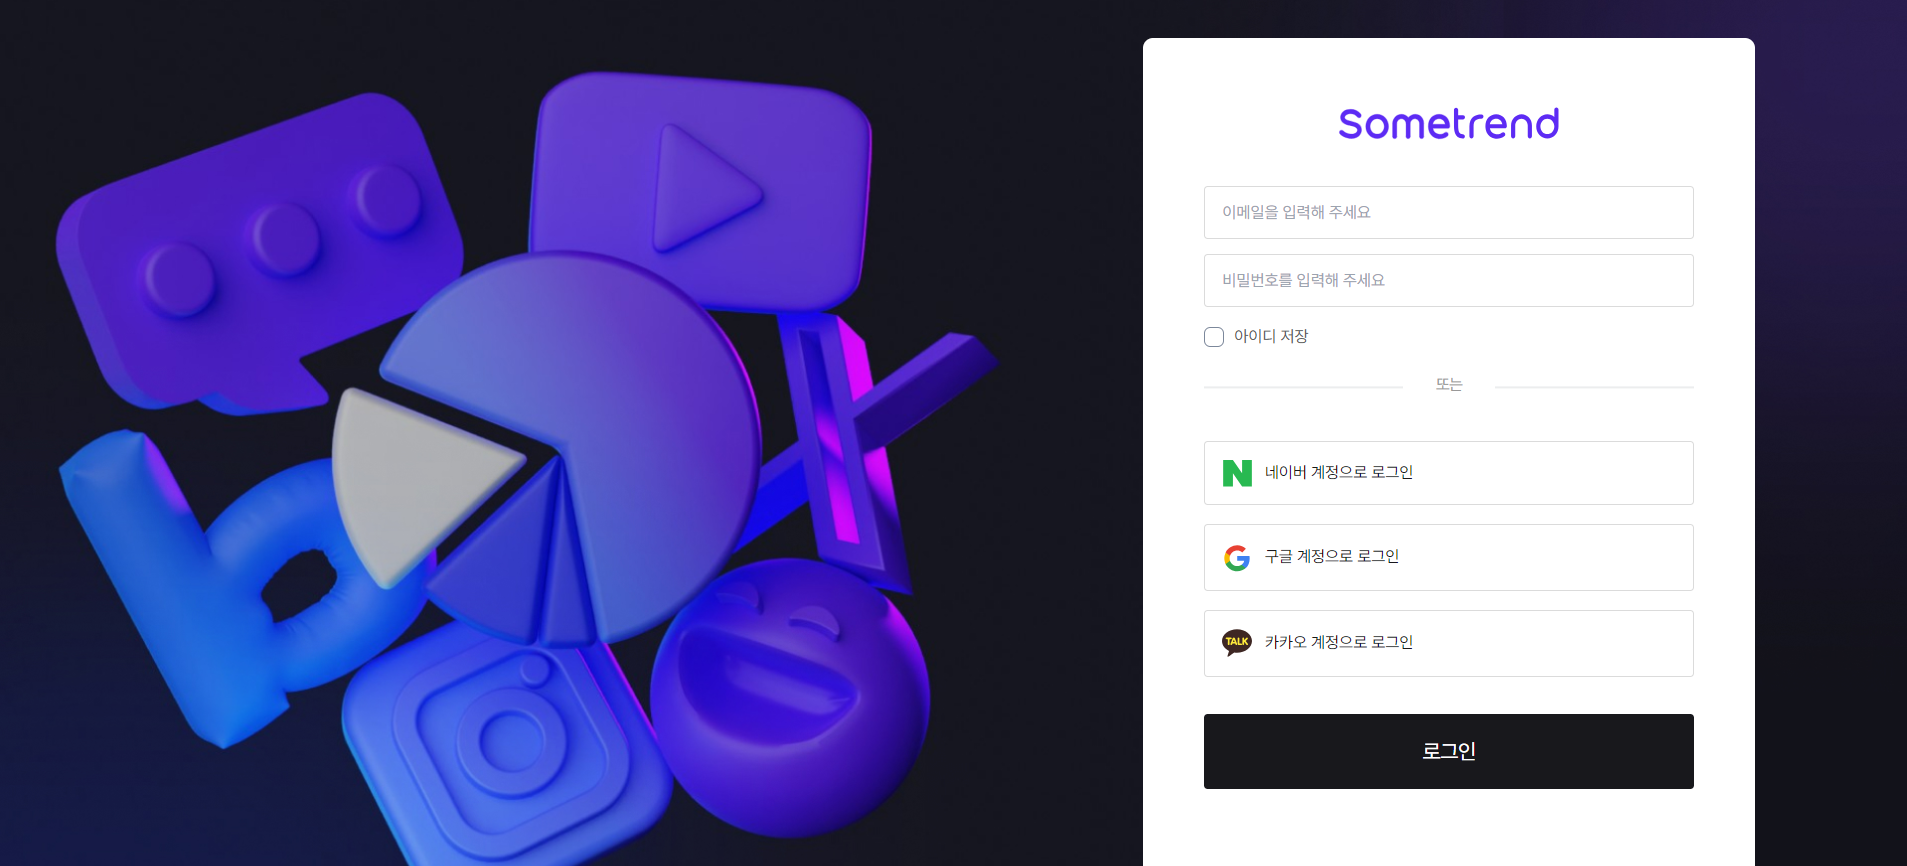 Sometrend
이메일을 입력해 주세요
비밀번호를 입력해 주세요
아이디 저장
또는
네이버 계정으로 로그인
구글 계정으로 로그인
TALK
카카오 계정으로 로그인
로그인